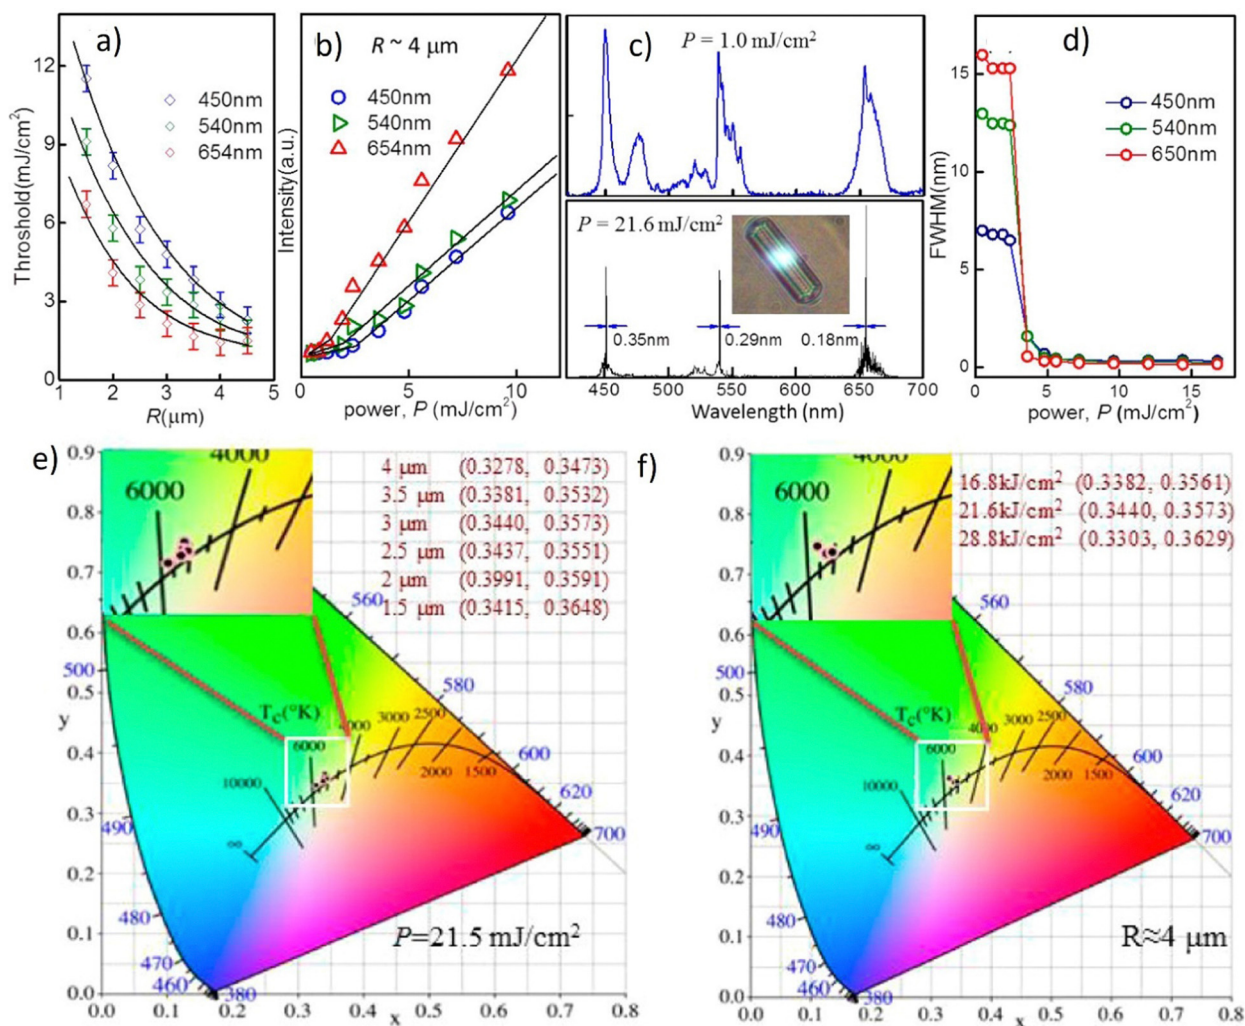 a)
450nm
540nm
654nm
Throshold(mJ/cm²)
12
9
6
3
0
1 2 3 4 5
R(μm)
b)
R ~ 4 μm
450nm
540nm
654nm
Intensity(a.u.)
0 5 10
power, P (mJ/cm²)
c)
P = 1.0 mJ/cm²
P = 21.6 mJ/cm²
0.35nm
0.29nm
0.18nm
450 500 550 600 650 700
Wavelength (nm)
d)
450nm
540nm
650nm
FWHM(nm)
15
10
5
0
0 5 10 15
power, P (mJ/cm²)
e)
4000
6000
4 μm (0.3278, 0.3473)
3.5 μm (0.3381, 0.3532)
3 μm (0.3440, 0.3573)
2.5 μm (0.3437, 0.3551)
2 μm (0.3991, 0.3591)
1.5 μm (0.3415, 0.3648)
0.9
0.8
0.7
0.6
0.5
y
0.4
0.3
0.2
0.1
0.0
560
500
580
Tc(°K)
4000 3000 2500
6000
600
2000 1500
10000
620
490
700
∞
480
P=21.5 mJ/cm²
470
460
380
0.0 0.1 0.2 0.3 0.4 0.5 0.6 0.7 0.8
x
f)
4000
6000
16.8kJ/cm² (0.3382, 0.3561)
21.6kJ/cm² (0.3440, 0.3573)
28.8kJ/cm² (0.3303, 0.3629)
0.9
0.8
0.7
0.6
0.5
y
0.4
0.3
0.2
0.1
0.0
560
500
580
Tc(°K)
4000 3000 2500
6000
600
2000 1500
10000
620
490
700
∞
480
R≈4 μm
470
460
380
0.0 0.1 0.2 0.3 0.4 0.5 0.6 0.7 0.8
x